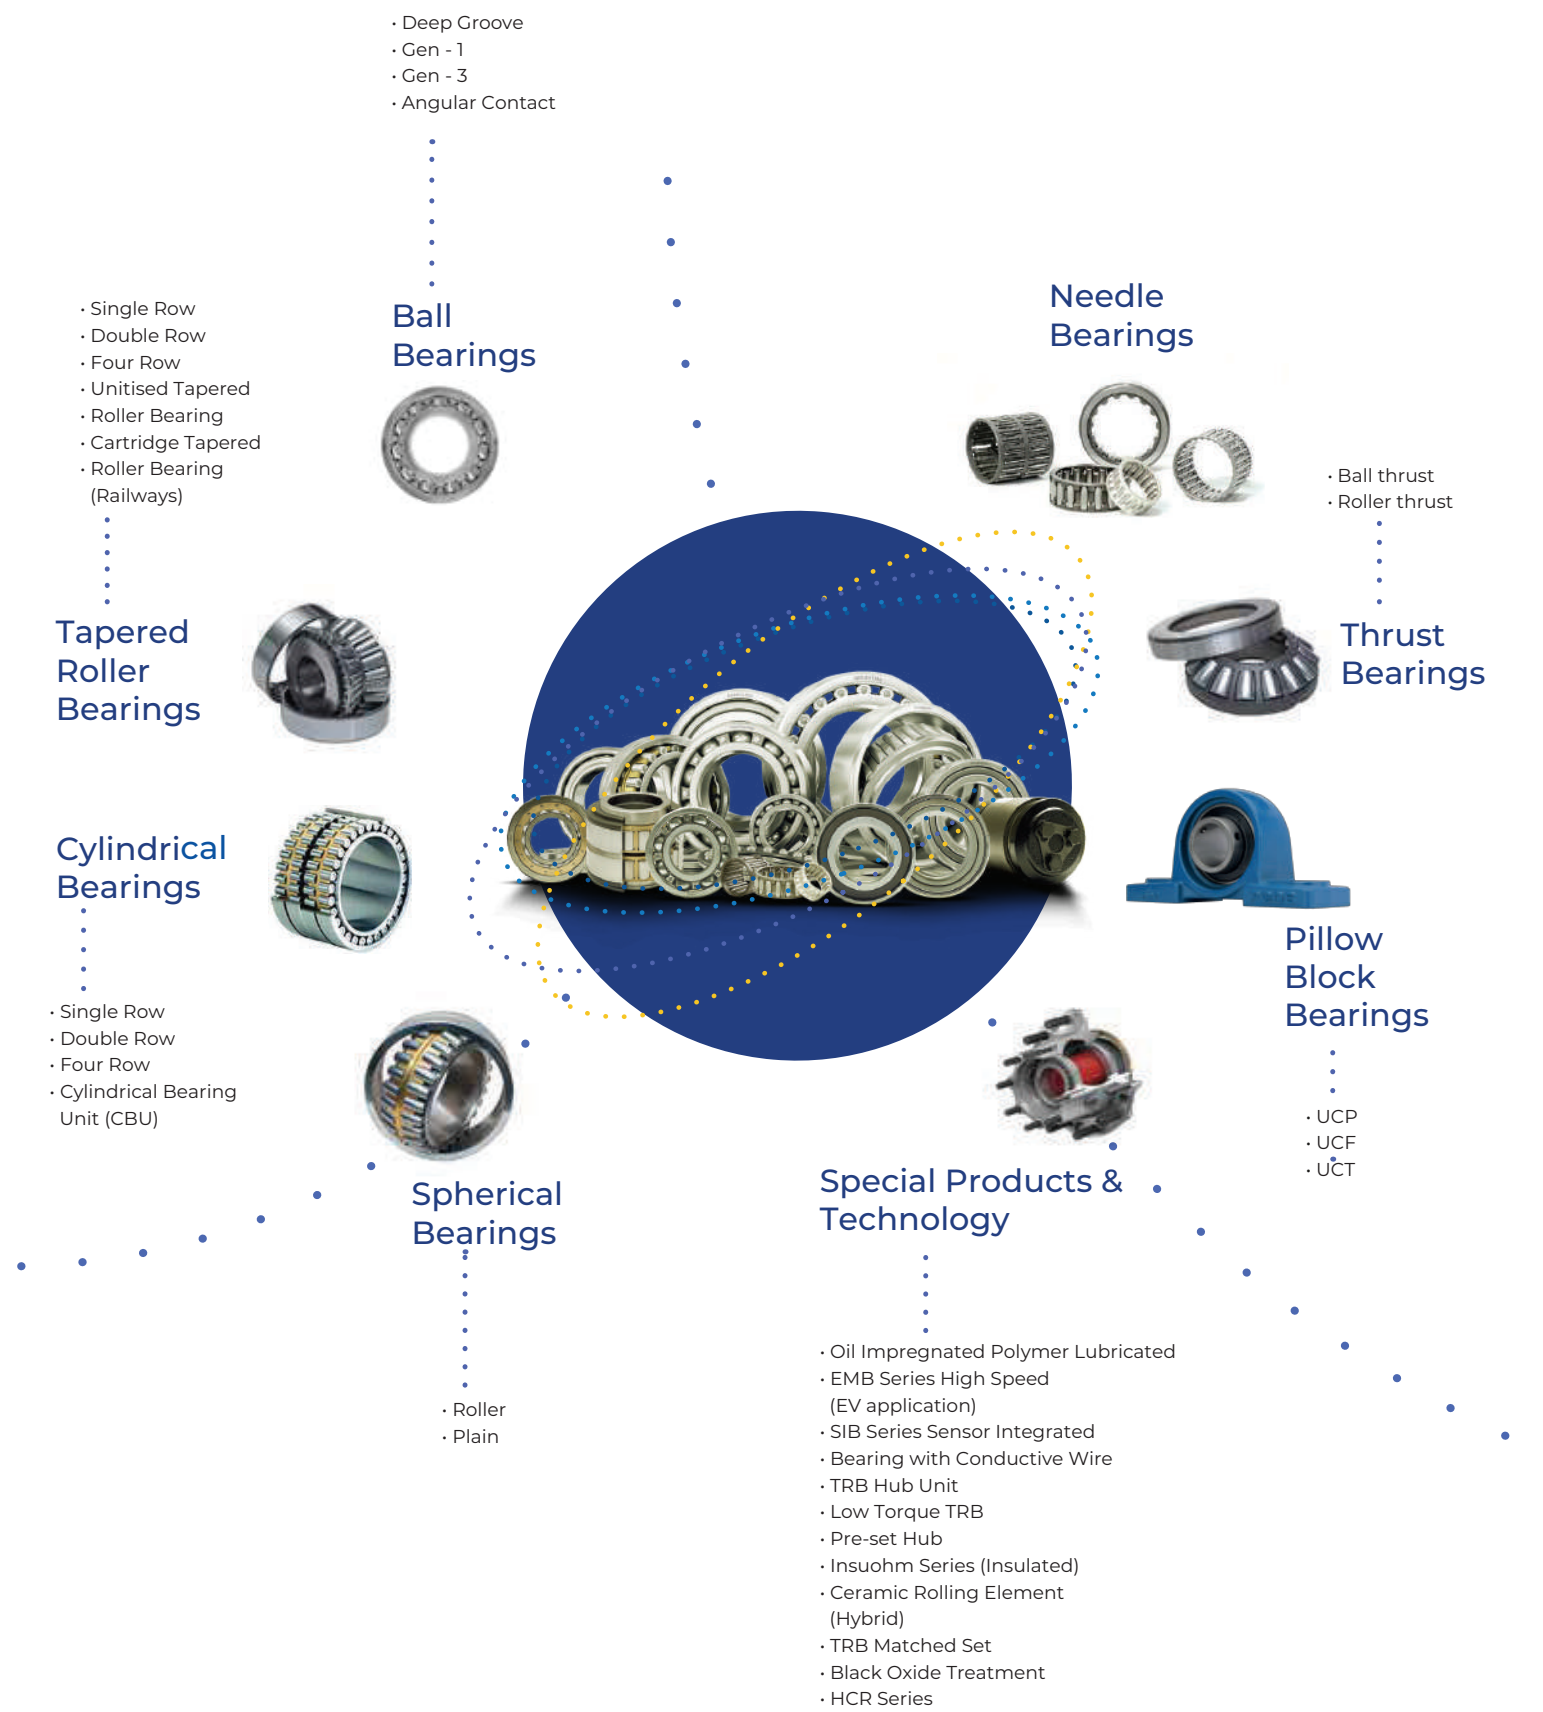 • Deep Groove
• Gen - 1
• Gen - 3
• Angular Contact
Ball
Bearings
Needle
Bearings
• Single Row
• Double Row
• Four Row
• Unitised Tapered
• Roller Bearing
• Cartridge Tapered
• Roller Bearing
(Railways)
Tapered
Roller
Bearings
• Ball thrust
• Roller thrust
Thrust
Bearings
Cylindrical
Bearings
• Single Row
• Double Row
• Four Row
• Cylindrical Bearing
Unit (CBU)
Pillow
Block
Bearings
• UCP
• UCF
• UCT
Spherical
Bearings
• Roller
• Plain
Special Products &
Technology
• Oil Impregnated Polymer Lubricated
• EMB Series High Speed
(EV application)
• SIB Series Sensor Integrated
• Bearing with Conductive Wire
• TRB Hub Unit
• Low Torque TRB
• Pre-set Hub
• Insuohm Series (Insulated)
• Ceramic Rolling Element
(Hybrid)
• TRB Matched Set
• Black Oxide Treatment
• HCR Series